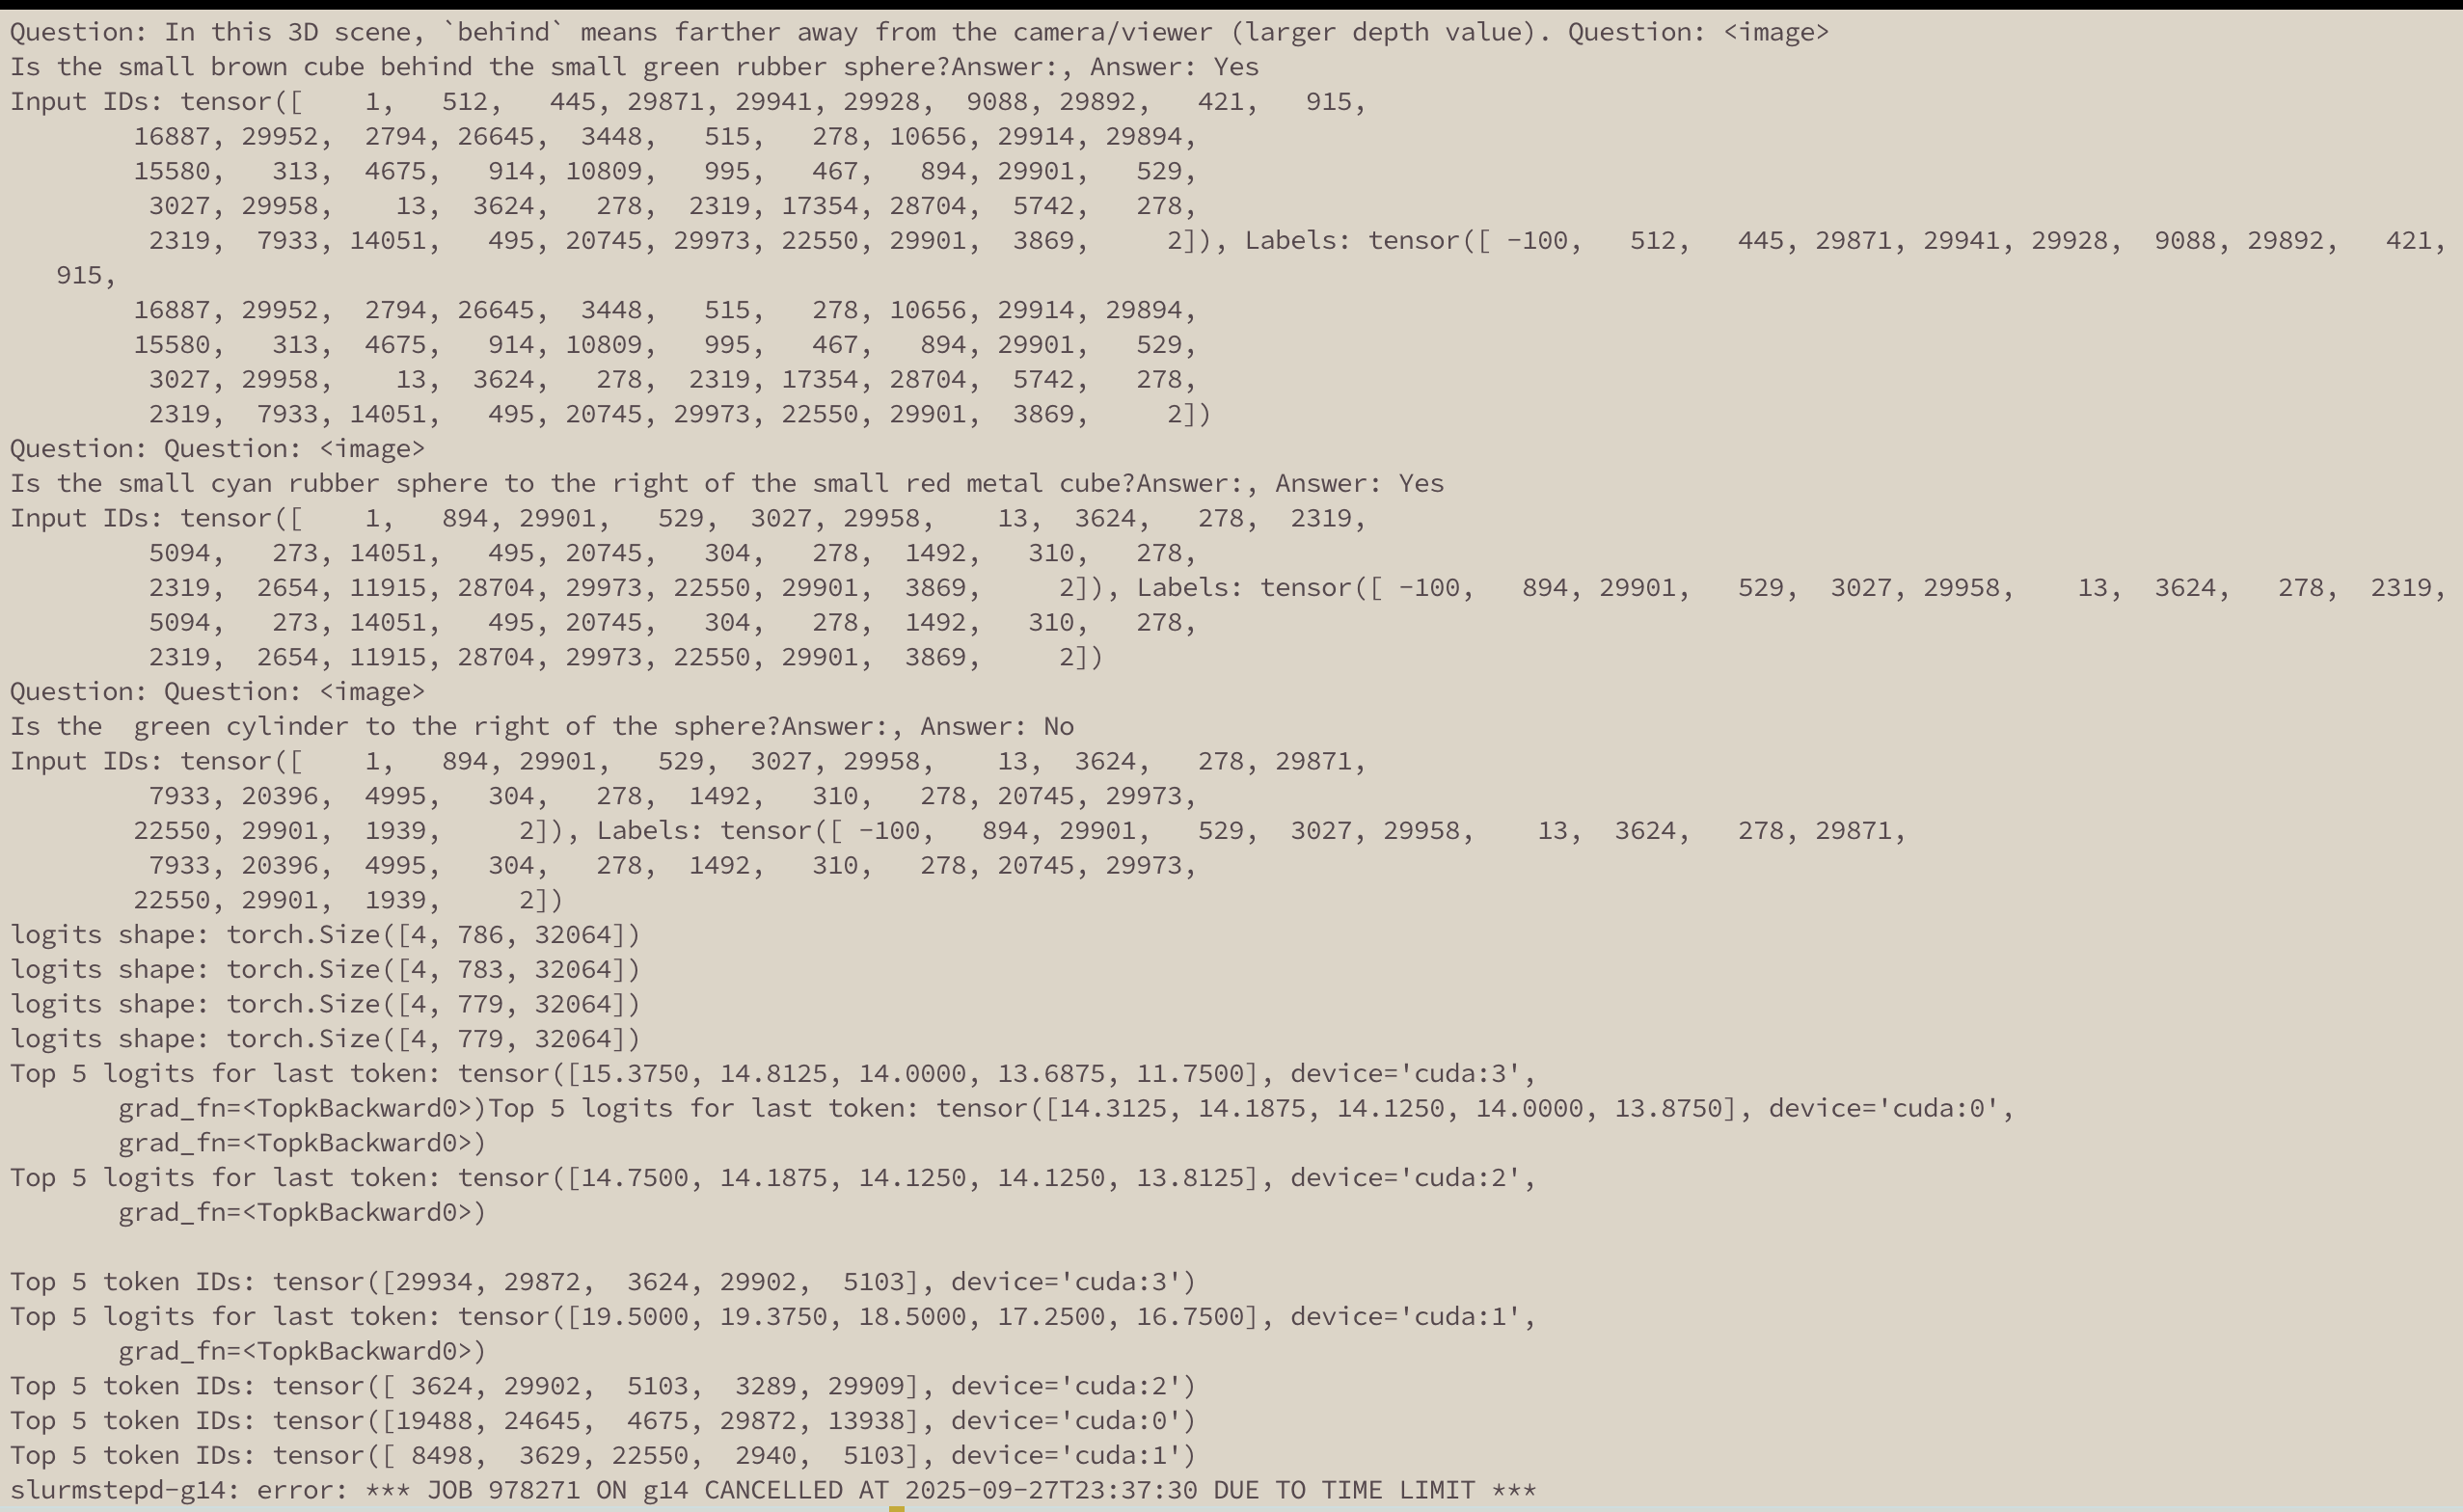 Question: In this 3D scene, `behind` means farther away from the camera/viewer (larger depth value). Question: <image>
Is the small brown cube behind the small green rubber sphere?Answer:, Answer: Yes
Input IDs: tensor([    1,   512,   445, 29871, 29941, 29928,  9088, 29892,   421,   915,
        16887, 29952,  2794, 26645,  3448,   515,   278, 10656, 29914, 29894,
        15580,   313,  4675,   914, 10809,   995,   467,   894, 29901,   529,
         3027, 29958,    13,  3624,   278,  2319, 17354, 28704,  5742,   278,
         2319,  7933, 14051,   495, 20745, 29973, 22550, 29901,  3869,     2]), Labels: tensor([ -100,   512,   445, 29871, 29941, 29928,  9088, 29892,   421,
   915,
        16887, 29952,  2794, 26645,  3448,   515,   278, 10656, 29914, 29894,
        15580,   313,  4675,   914, 10809,   995,   467,   894, 29901,   529,
         3027, 29958,    13,  3624,   278,  2319, 17354, 28704,  5742,   278,
         2319,  7933, 14051,   495, 20745, 29973, 22550, 29901,  3869,     2])
Question: Question: <image>
Is the small cyan rubber sphere to the right of the small red metal cube?Answer:, Answer: Yes
Input IDs: tensor([    1,   894, 29901,   529,  3027, 29958,    13,  3624,   278,  2319,
         5094,   273, 14051,   495, 20745,   304,   278,  1492,   310,   278,
         2319,  2654, 11915, 28704, 29973, 22550, 29901,  3869,     2]), Labels: tensor([ -100,   894, 29901,   529,  3027, 29958,    13,  3624,   278,  2319,
         5094,   273, 14051,   495, 20745,   304,   278,  1492,   310,   278,
         2319,  2654, 11915, 28704, 29973, 22550, 29901,  3869,     2])
Question: Question: <image>
Is the  green cylinder to the right of the sphere?Answer:, Answer: No
Input IDs: tensor([    1,   894, 29901,   529,  3027, 29958,    13,  3624,   278, 29871,
         7933, 20396,  4995,   304,   278,  1492,   310,   278, 20745, 29973,
        22550, 29901,  1939,     2]), Labels: tensor([ -100,   894, 29901,   529,  3027, 29958,    13,  3624,   278, 29871,
         7933, 20396,  4995,   304,   278,  1492,   310,   278, 20745, 29973,
        22550, 29901,  1939,     2])
logits shape: torch.Size([4, 786, 32064])
logits shape: torch.Size([4, 783, 32064])
logits shape: torch.Size([4, 779, 32064])
logits shape: torch.Size([4, 779, 32064])
Top 5 logits for last token: tensor([15.3750, 14.8125, 14.0000, 13.6875, 11.7500], device='cuda:3',
       grad_fn=<TopkBackward0>)Top 5 logits for last token: tensor([14.3125, 14.1875, 14.1250, 14.0000, 13.8750], device='cuda:0',
       grad_fn=<TopkBackward0>)
Top 5 logits for last token: tensor([14.7500, 14.1875, 14.1250, 14.1250, 13.8125], device='cuda:2',
       grad_fn=<TopkBackward0>)

Top 5 token IDs: tensor([29934, 29872,  3624, 29902,  5103], device='cuda:3')
Top 5 logits for last token: tensor([19.5000, 19.3750, 18.5000, 17.2500, 16.7500], device='cuda:1',
       grad_fn=<TopkBackward0>)
Top 5 token IDs: tensor([ 3624, 29902,  5103,  3289, 29909], device='cuda:2')
Top 5 token IDs: tensor([19488, 24645,  4675, 29872, 13938], device='cuda:0')
Top 5 token IDs: tensor([ 8498,  3629, 22550,  2940,  5103], device='cuda:1')
slurmstepd-g14: error: *** JOB 978271 ON g14 CANCELLED AT 2025-09-27T23:37:30 DUE TO TIME LIMIT ***